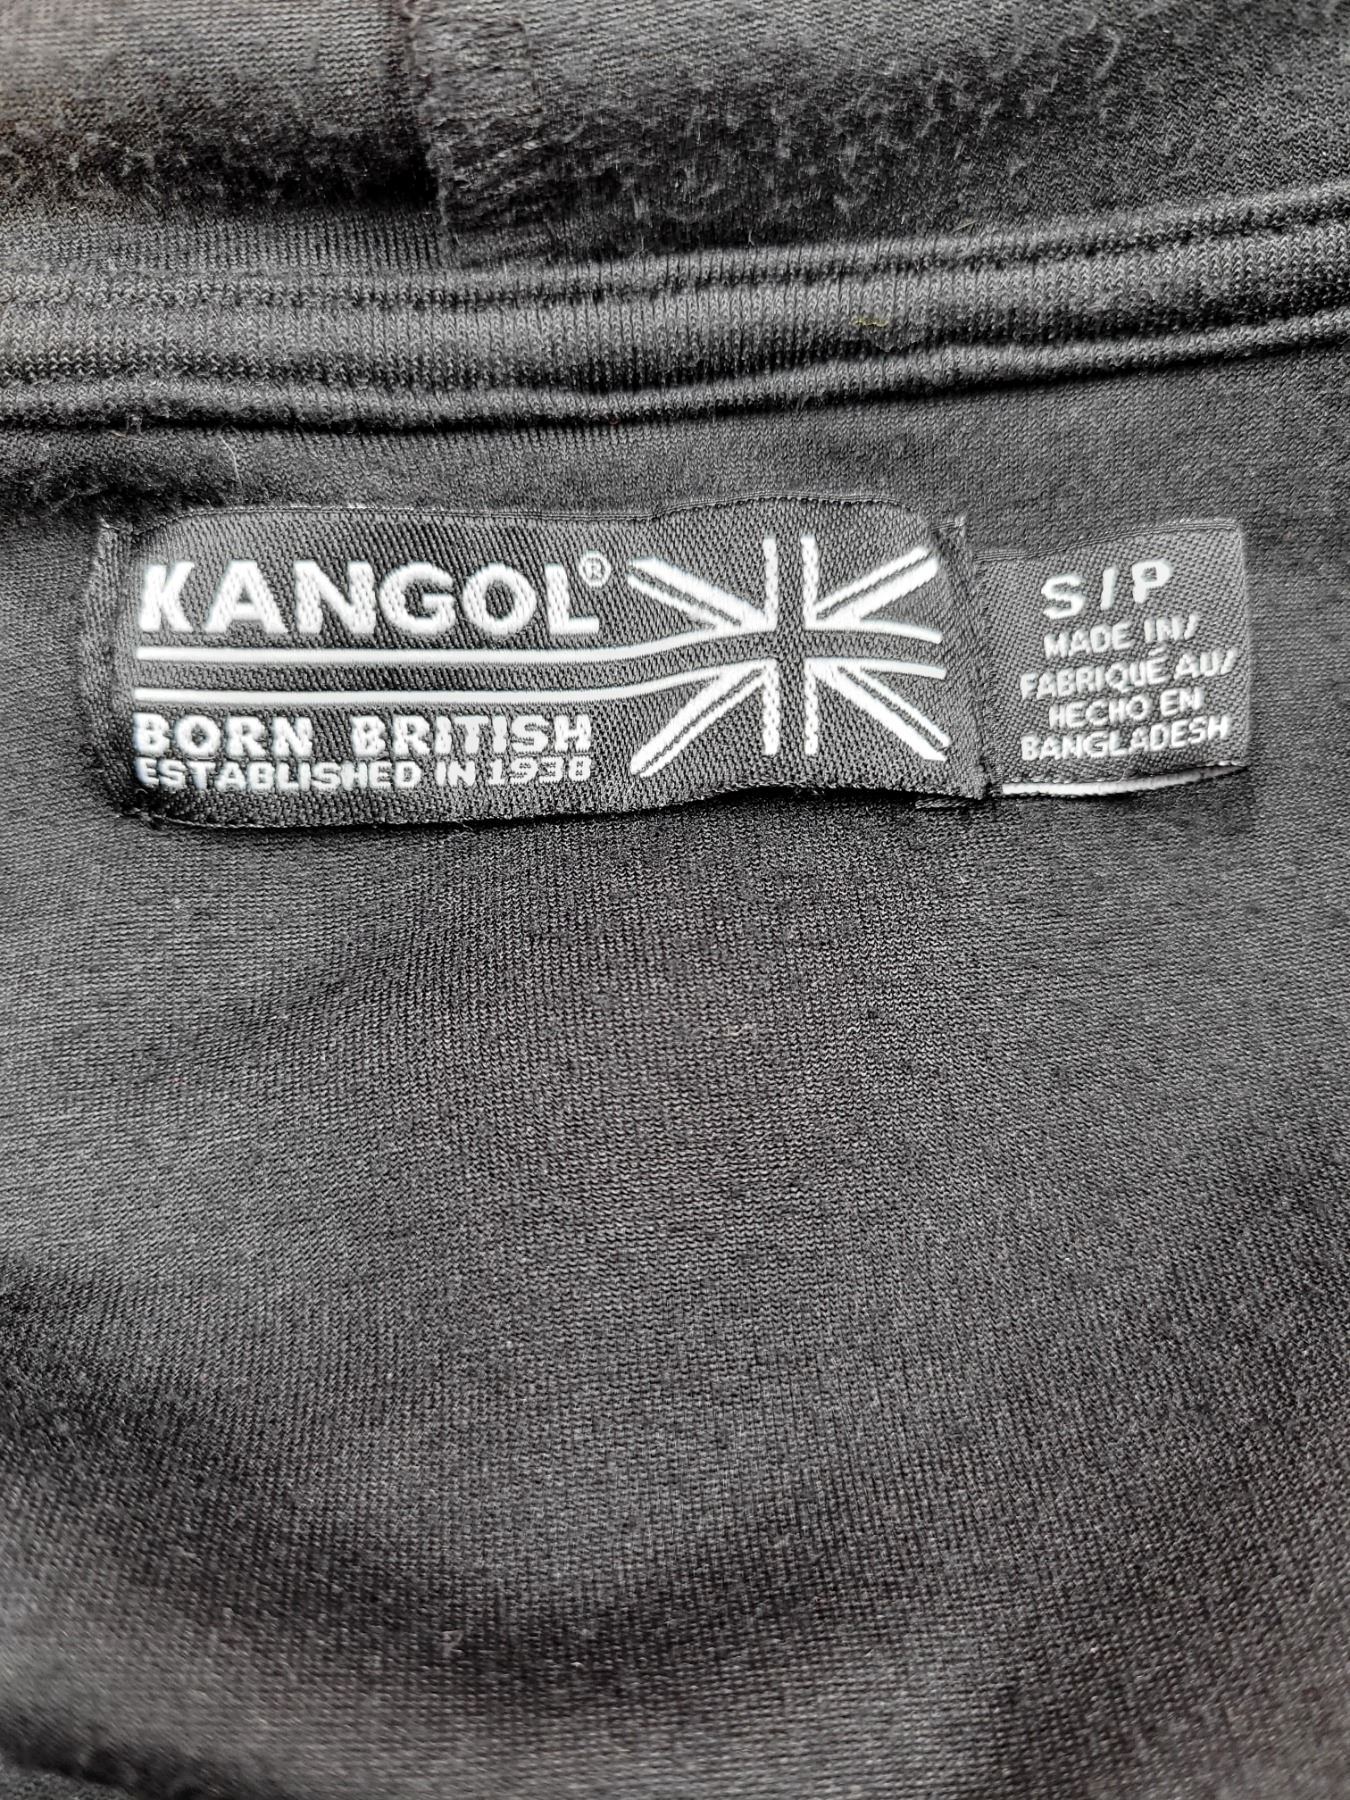 KANGOL®
BORN BRITISH
ESTABLISHED IN 1938
S/P
MADE IN/
FABRIQUÉ AU/
HECHO EN
BANGLADESH